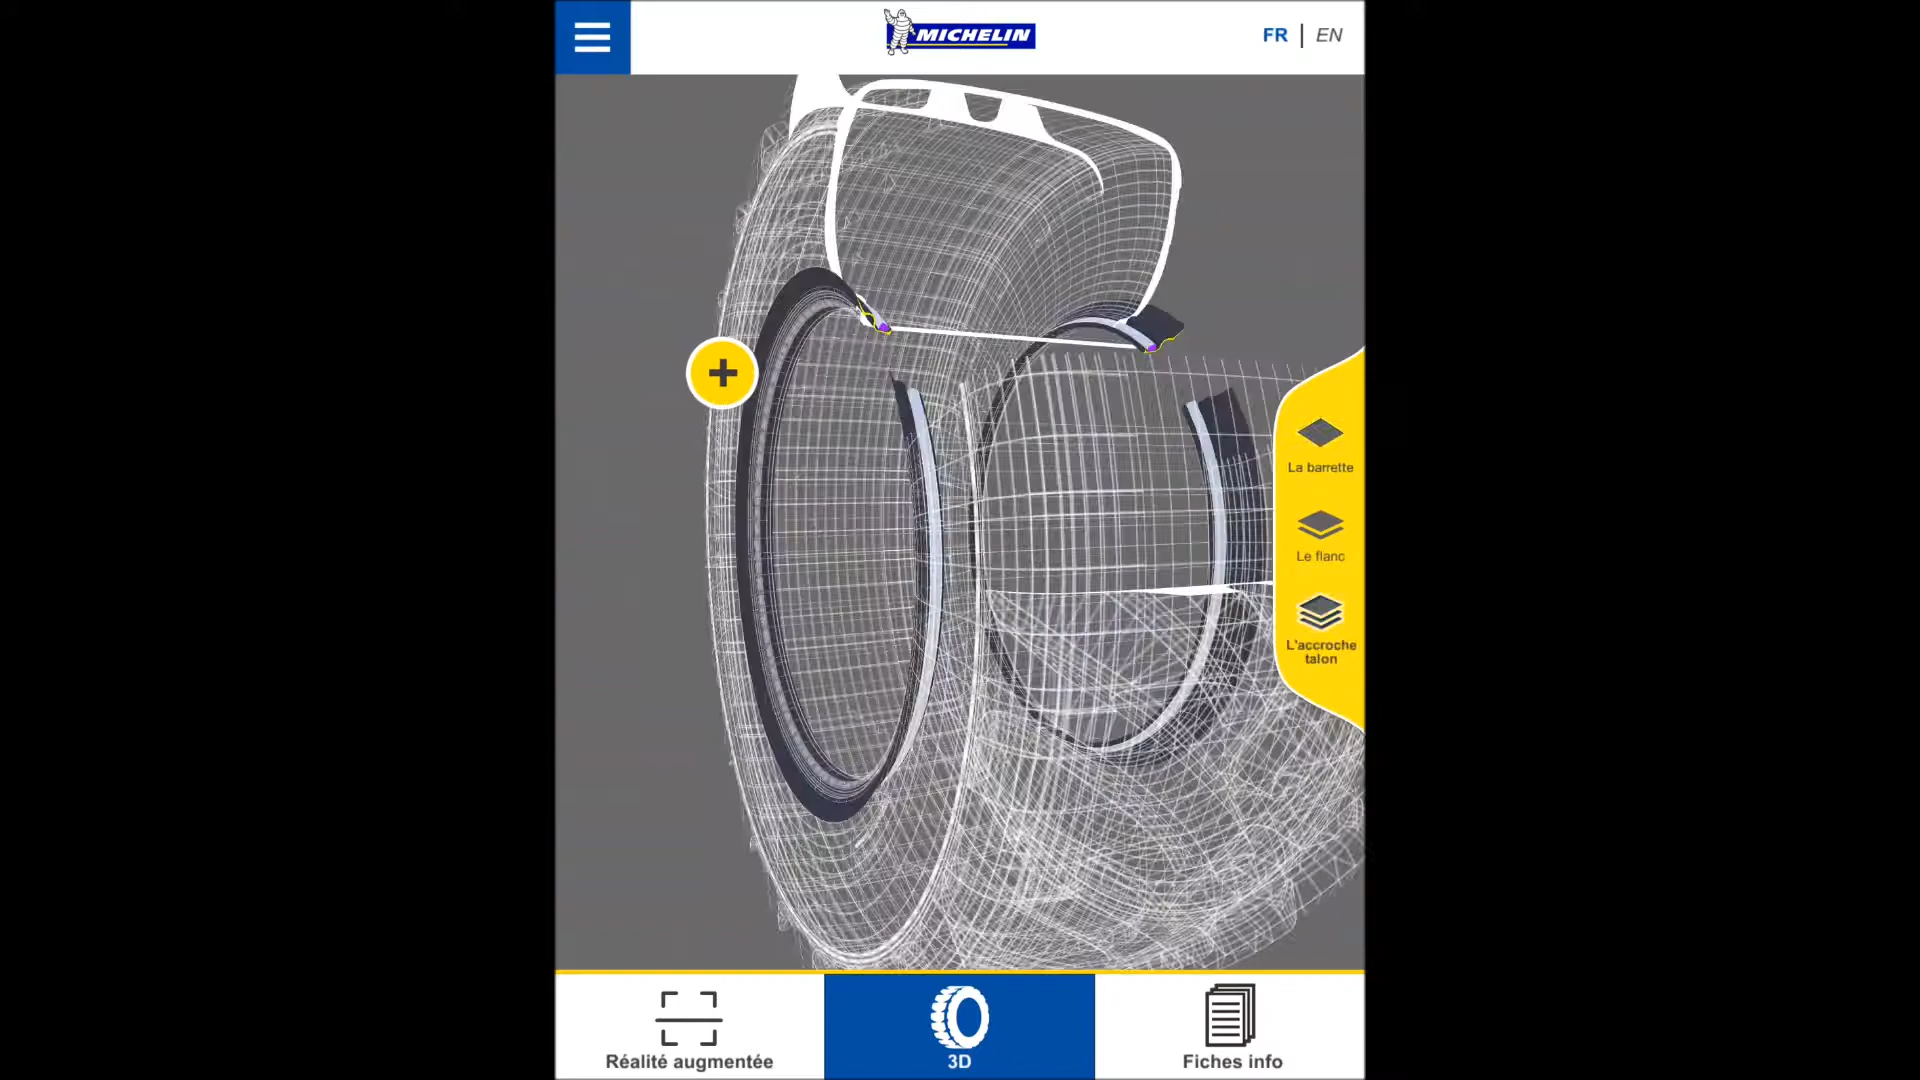 MICHELIN
FR | EN
La barrette
Le flanc
L'accroche
talon
Réalité augmentée
3D
Fiches info